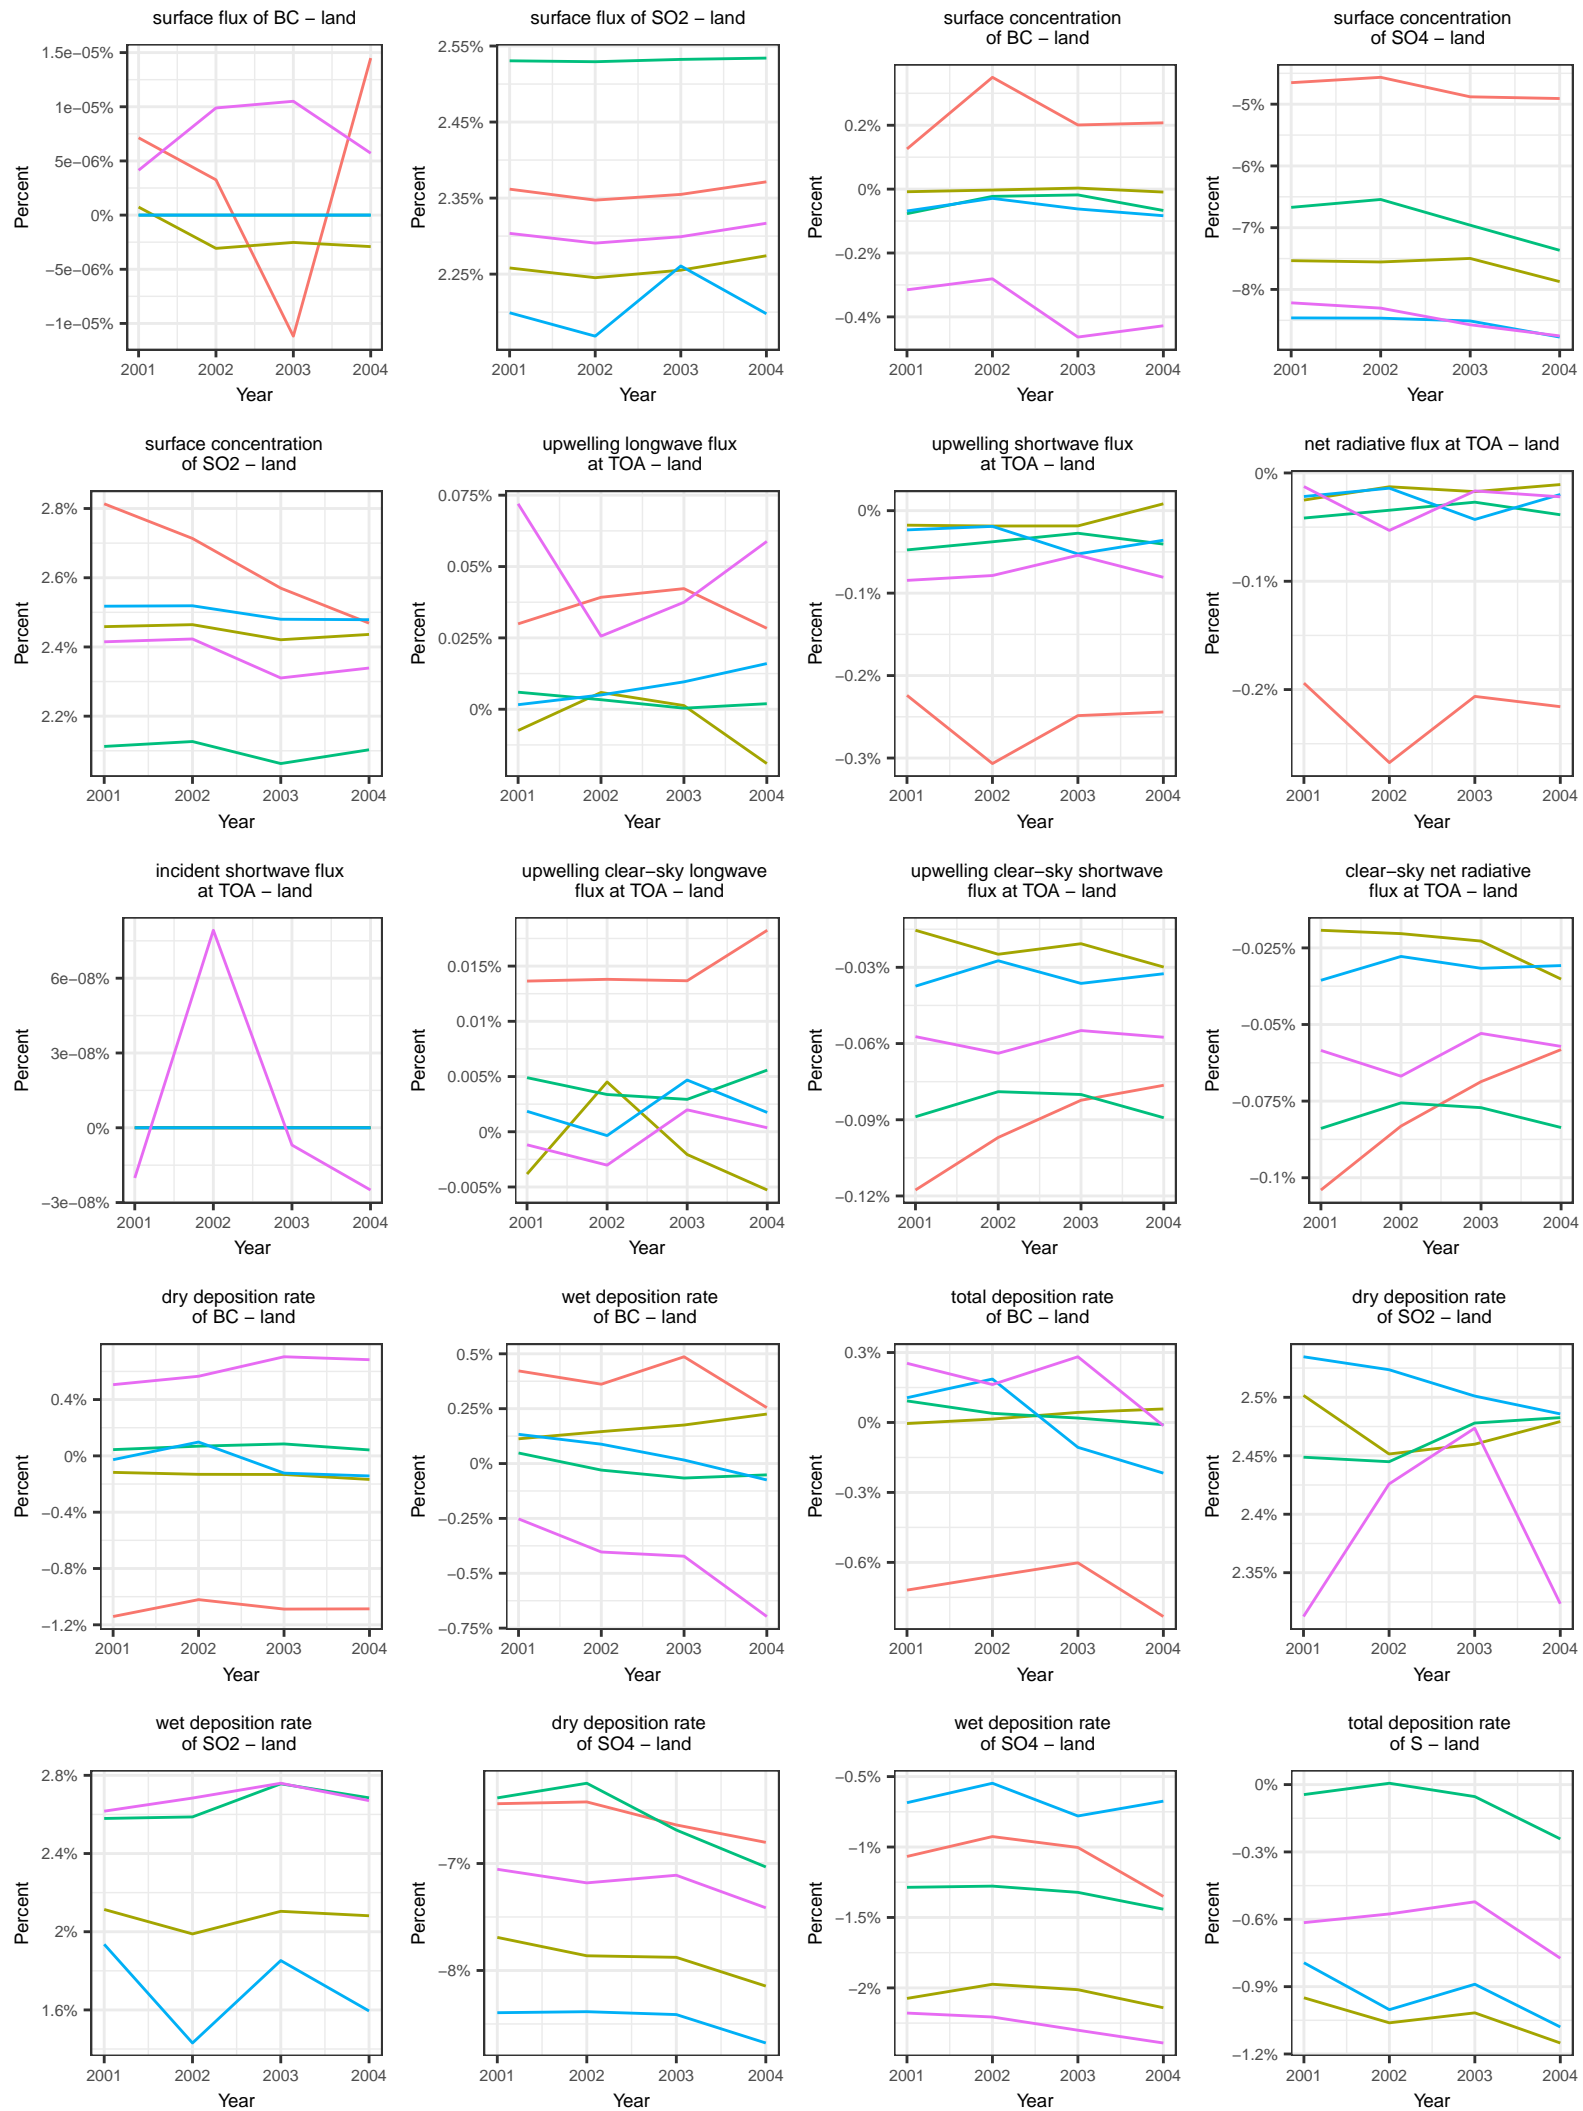 surface flux of BC − land
1.5e−05%
1e−05%
5e−06%
0%
−5e−06%
−1e−05%
Percent
2001 2002 2003 2004
Year
surface flux of SO2 − land
2.55%
2.45%
2.35%
2.25%
Percent
2001 2002 2003 2004
Year
surface concentration
of BC − land
0.2%
0%
−0.2%
−0.4%
Percent
2001 2002 2003 2004
Year
surface concentration
of SO4 − land
−5%
−6%
−7%
−8%
Percent
2001 2002 2003 2004
Year
surface concentration
of SO2 − land
2.8%
2.6%
2.4%
2.2%
Percent
2001 2002 2003 2004
Year
upwelling longwave flux
at TOA − land
0.075%
0.05%
0.025%
0%
Percent
2001 2002 2003 2004
Year
upwelling shortwave flux
at TOA − land
0%
−0.1%
−0.2%
−0.3%
Percent
2001 2002 2003 2004
Year
net radiative flux at TOA − land
0%
−0.1%
−0.2%
Percent
2001 2002 2003 2004
Year
incident shortwave flux
at TOA − land
6e−08%
3e−08%
0%
−3e−08%
Percent
2001 2002 2003 2004
Year
upwelling clear−sky longwave
flux at TOA − land
0.015%
0.01%
0.005%
0%
−0.005%
Percent
2001 2002 2003 2004
Year
upwelling clear−sky shortwave
flux at TOA − land
−0.03%
−0.06%
−0.09%
−0.12%
Percent
2001 2002 2003 2004
Year
clear−sky net radiative
flux at TOA − land
−0.025%
−0.05%
−0.075%
−0.1%
Percent
2001 2002 2003 2004
Year
dry deposition rate
of BC − land
0.4%
0%
−0.4%
−0.8%
−1.2%
Percent
2001 2002 2003 2004
Year
wet deposition rate
of BC − land
0.5%
0.25%
0%
−0.25%
−0.5%
−0.75%
Percent
2001 2002 2003 2004
Year
total deposition rate
of BC − land
0.3%
0%
−0.3%
−0.6%
Percent
2001 2002 2003 2004
Year
dry deposition rate
of SO2 − land
2.5%
2.45%
2.4%
2.35%
Percent
2001 2002 2003 2004
Year
wet deposition rate
of SO2 − land
2.8%
2.4%
2%
1.6%
Percent
2001 2002 2003 2004
Year
dry deposition rate
of SO4 − land
−7%
−8%
Percent
2001 2002 2003 2004
Year
wet deposition rate
of SO4 − land
−0.5%
−1%
−1.5%
−2%
Percent
2001 2002 2003 2004
Year
total deposition rate
of S − land
0%
−0.3%
−0.6%
−0.9%
−1.2%
Percent
2001 2002 2003 2004
Year